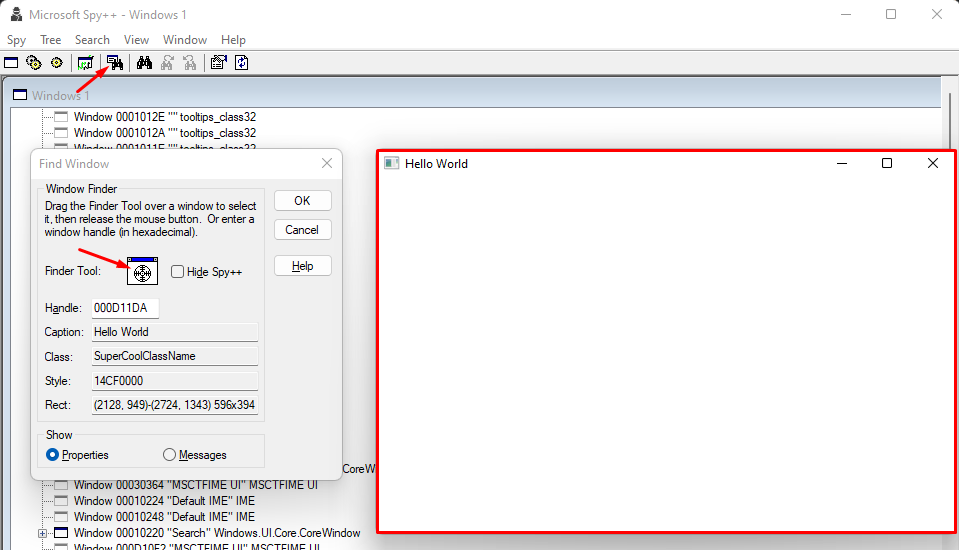 Microsoft Spy++ - Windows 1
Spy Tree Search View Window Help
Windows 1
Window 0001012E "" tooltips_class32
Window 0001012A "" tooltips_class32
Window 0001011E "" tooltips_class32
Find Window
Window Finder
Drag the Finder Tool over a window to select
it, then release the mouse button. Or enter a
window handle (in hexadecimal).
Finder Tool:
Hide Spy++
Handle: 000D11DA
Caption: Hello World
Class: SuperCoolClassName
Style: 14CF0000
Rect: (2128, 949)-(2724, 1343) 596x394
Show
Properties
Messages
OK
Cancel
Help
Hello World
Window 00030364 "MSCTFIME UI" MSCTFIME UI
Window 00010224 "Default IME" IME
Window 00010248 "Default IME" IME
Window 00010220 "Search" Windows.UI.Core.CoreWindow
Window 000D10F2 "MSCTFIME UI" MSCTFIME UI